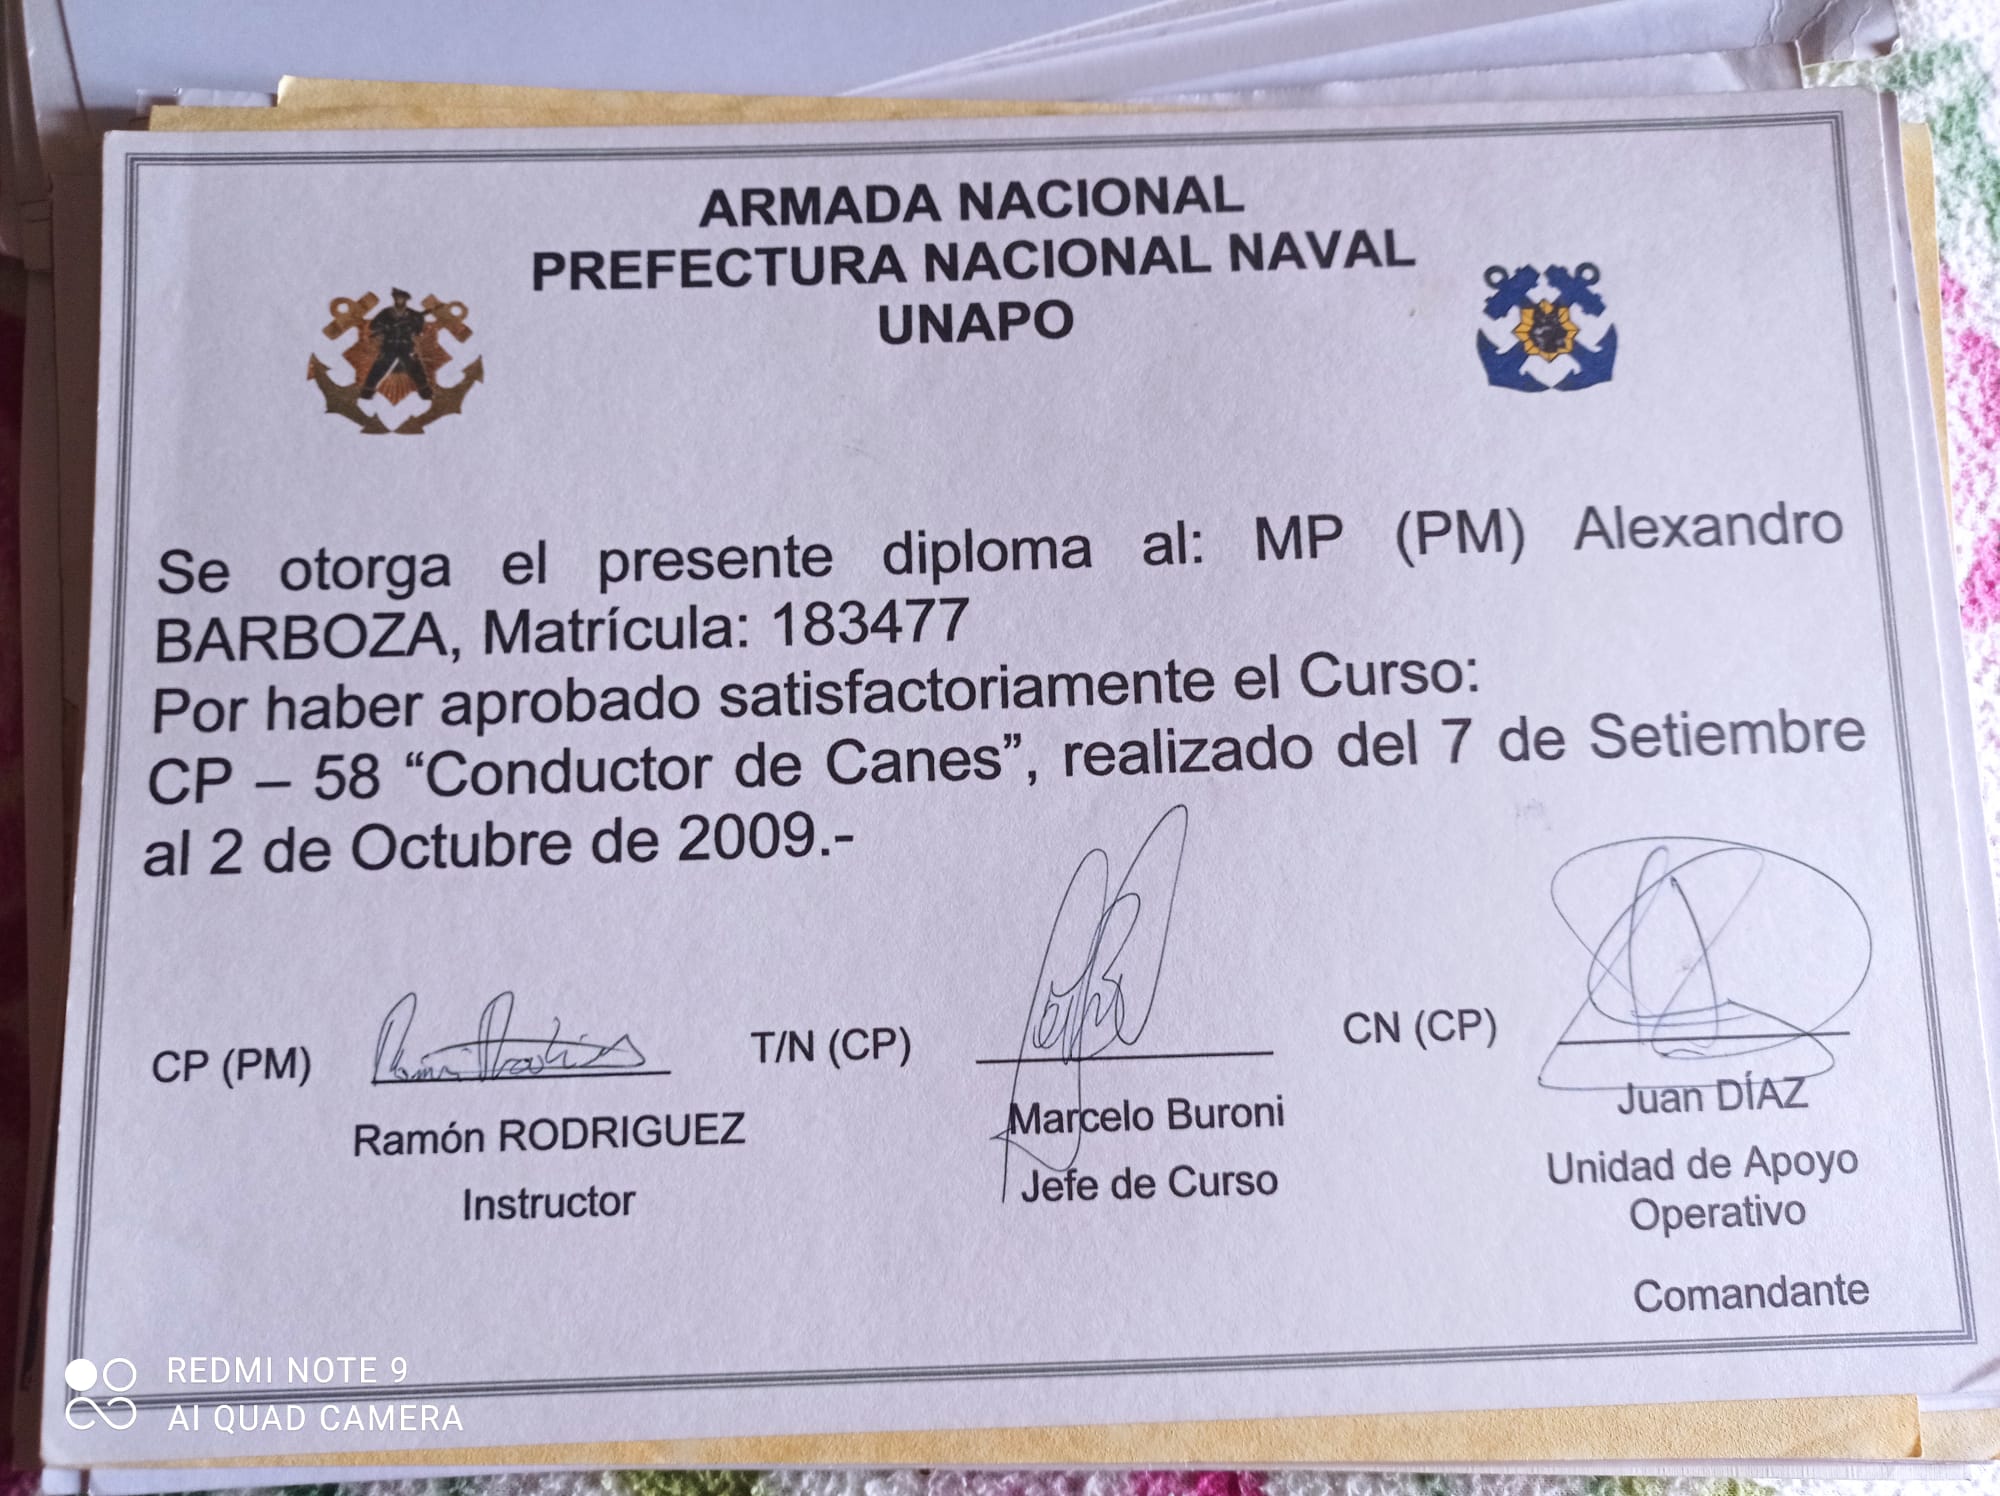 ARMADA NACIONAL
PREFECTURA NACIONAL NAVAL
UNAPO
Se otorga el presente diploma al: MP (PM) Alexandro
BARBOZA, Matrícula: 183477
Por haber aprobado satisfactoriamente el Curso:
CP – 58 “Conductor de Canes”, realizado del 7 de Setiembre
al 2 de Octubre de 2009.-
CP (PM)
Ramón RODRIGUEZ
Instructor
T/N (CP)
Marcelo Buroni
Jefe de Curso
CN (CP)
Juan DÍAZ
Unidad de Apoyo
Operativo
Comandante
REDMI NOTE 9
AI QUAD CAMERA